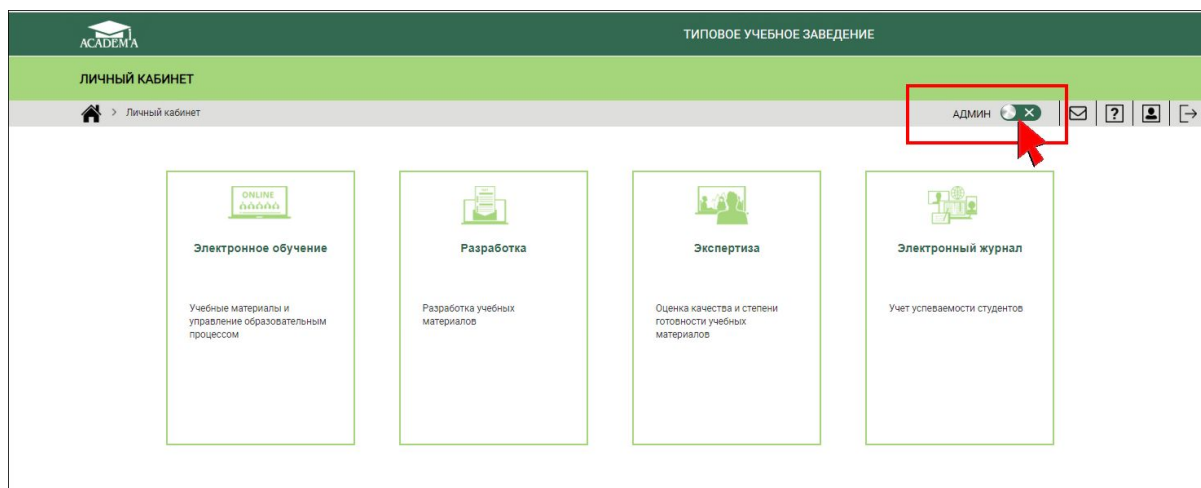 ACADEM'A
ТИПОВОЕ УЧЕБНОЕ ЗАВЕДЕНИЕ
ЛИЧНЫЙ КАБИНЕТ
> Личный кабинет
АДМИН
?
ONLINE
Электронное обучение
Учебные материалы и
управление образовательным
процессом
Разработка
Разработка учебных
материалов
Экспертиза
Оценка качества и степени
готовности учебных
материалов
Электронный журнал
Учет успеваемости студентов